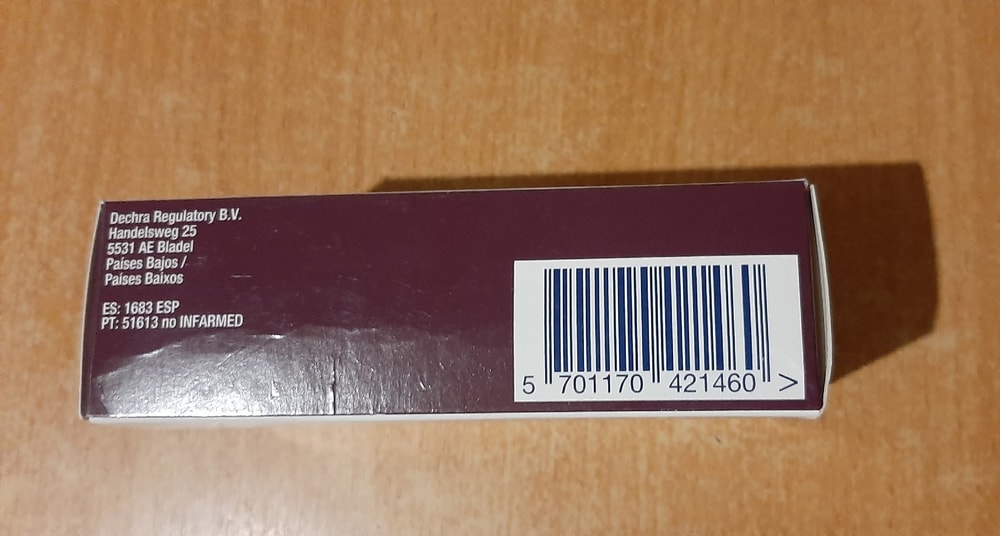 Dechra Regulatory B.V.
Handelsweg 25
5531 AE Bladel
Países Bajos /
Países Baixos
ES: 1683 ESP
PT: 51613 no INFARMED
5 701170 421460 >